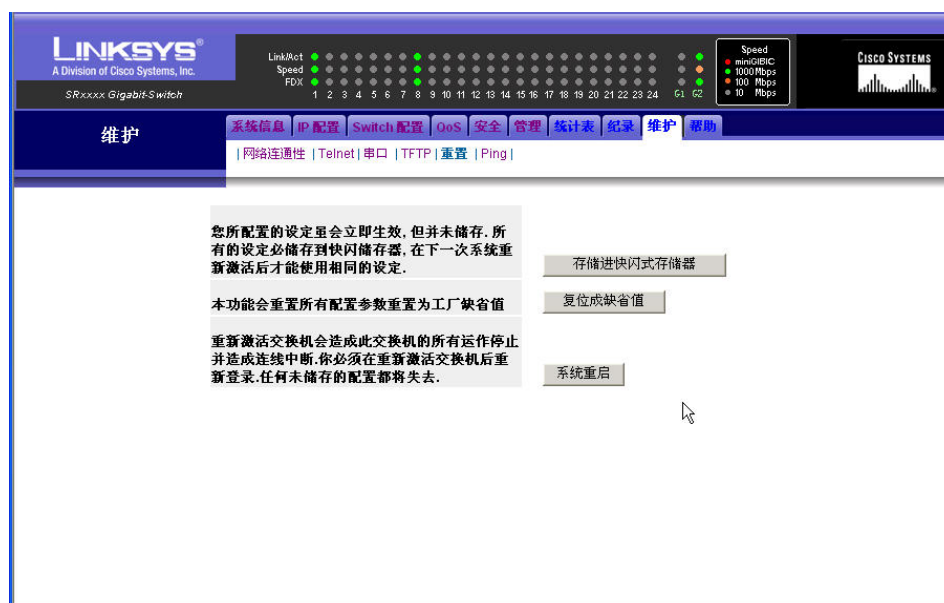 LINKSYS®
A Division of Cisco Systems, Inc.
SRxxxx Gigabit-Switch
Link/Act
Speed
FDX
1 2 3 4 5 6 7 8 9 10 11 12 13 14 15 16 17 18 19 20 21 22 23 24 G1 G2
Speed
miniGIBIC
1000 Mbps
100 Mbps
10 Mbps
CISCO SYSTEMS
维护
系统信息 IP 配置 Switch 配置 QoS 安全 管理 统计表 纪录 维护 帮助
| 网络连通性 | Telnet | 串口 | TFTP | 重置 | Ping |
您所配置的设定虽会立即生效, 但并未储存. 所
有的设定必储存到快闪储存器, 在下一次系统重
新激活后才能使用相同的设定.
存储进快闪式存储器
本功能会重置所有配置参数重置为工厂缺省值
复位成缺省值
重新激活交换机会造成此交换机的所有运作停止
并造成连线中断.你必须在重新激活交换机后重
新登录.任何未储存的配置都将失去.
系统重启